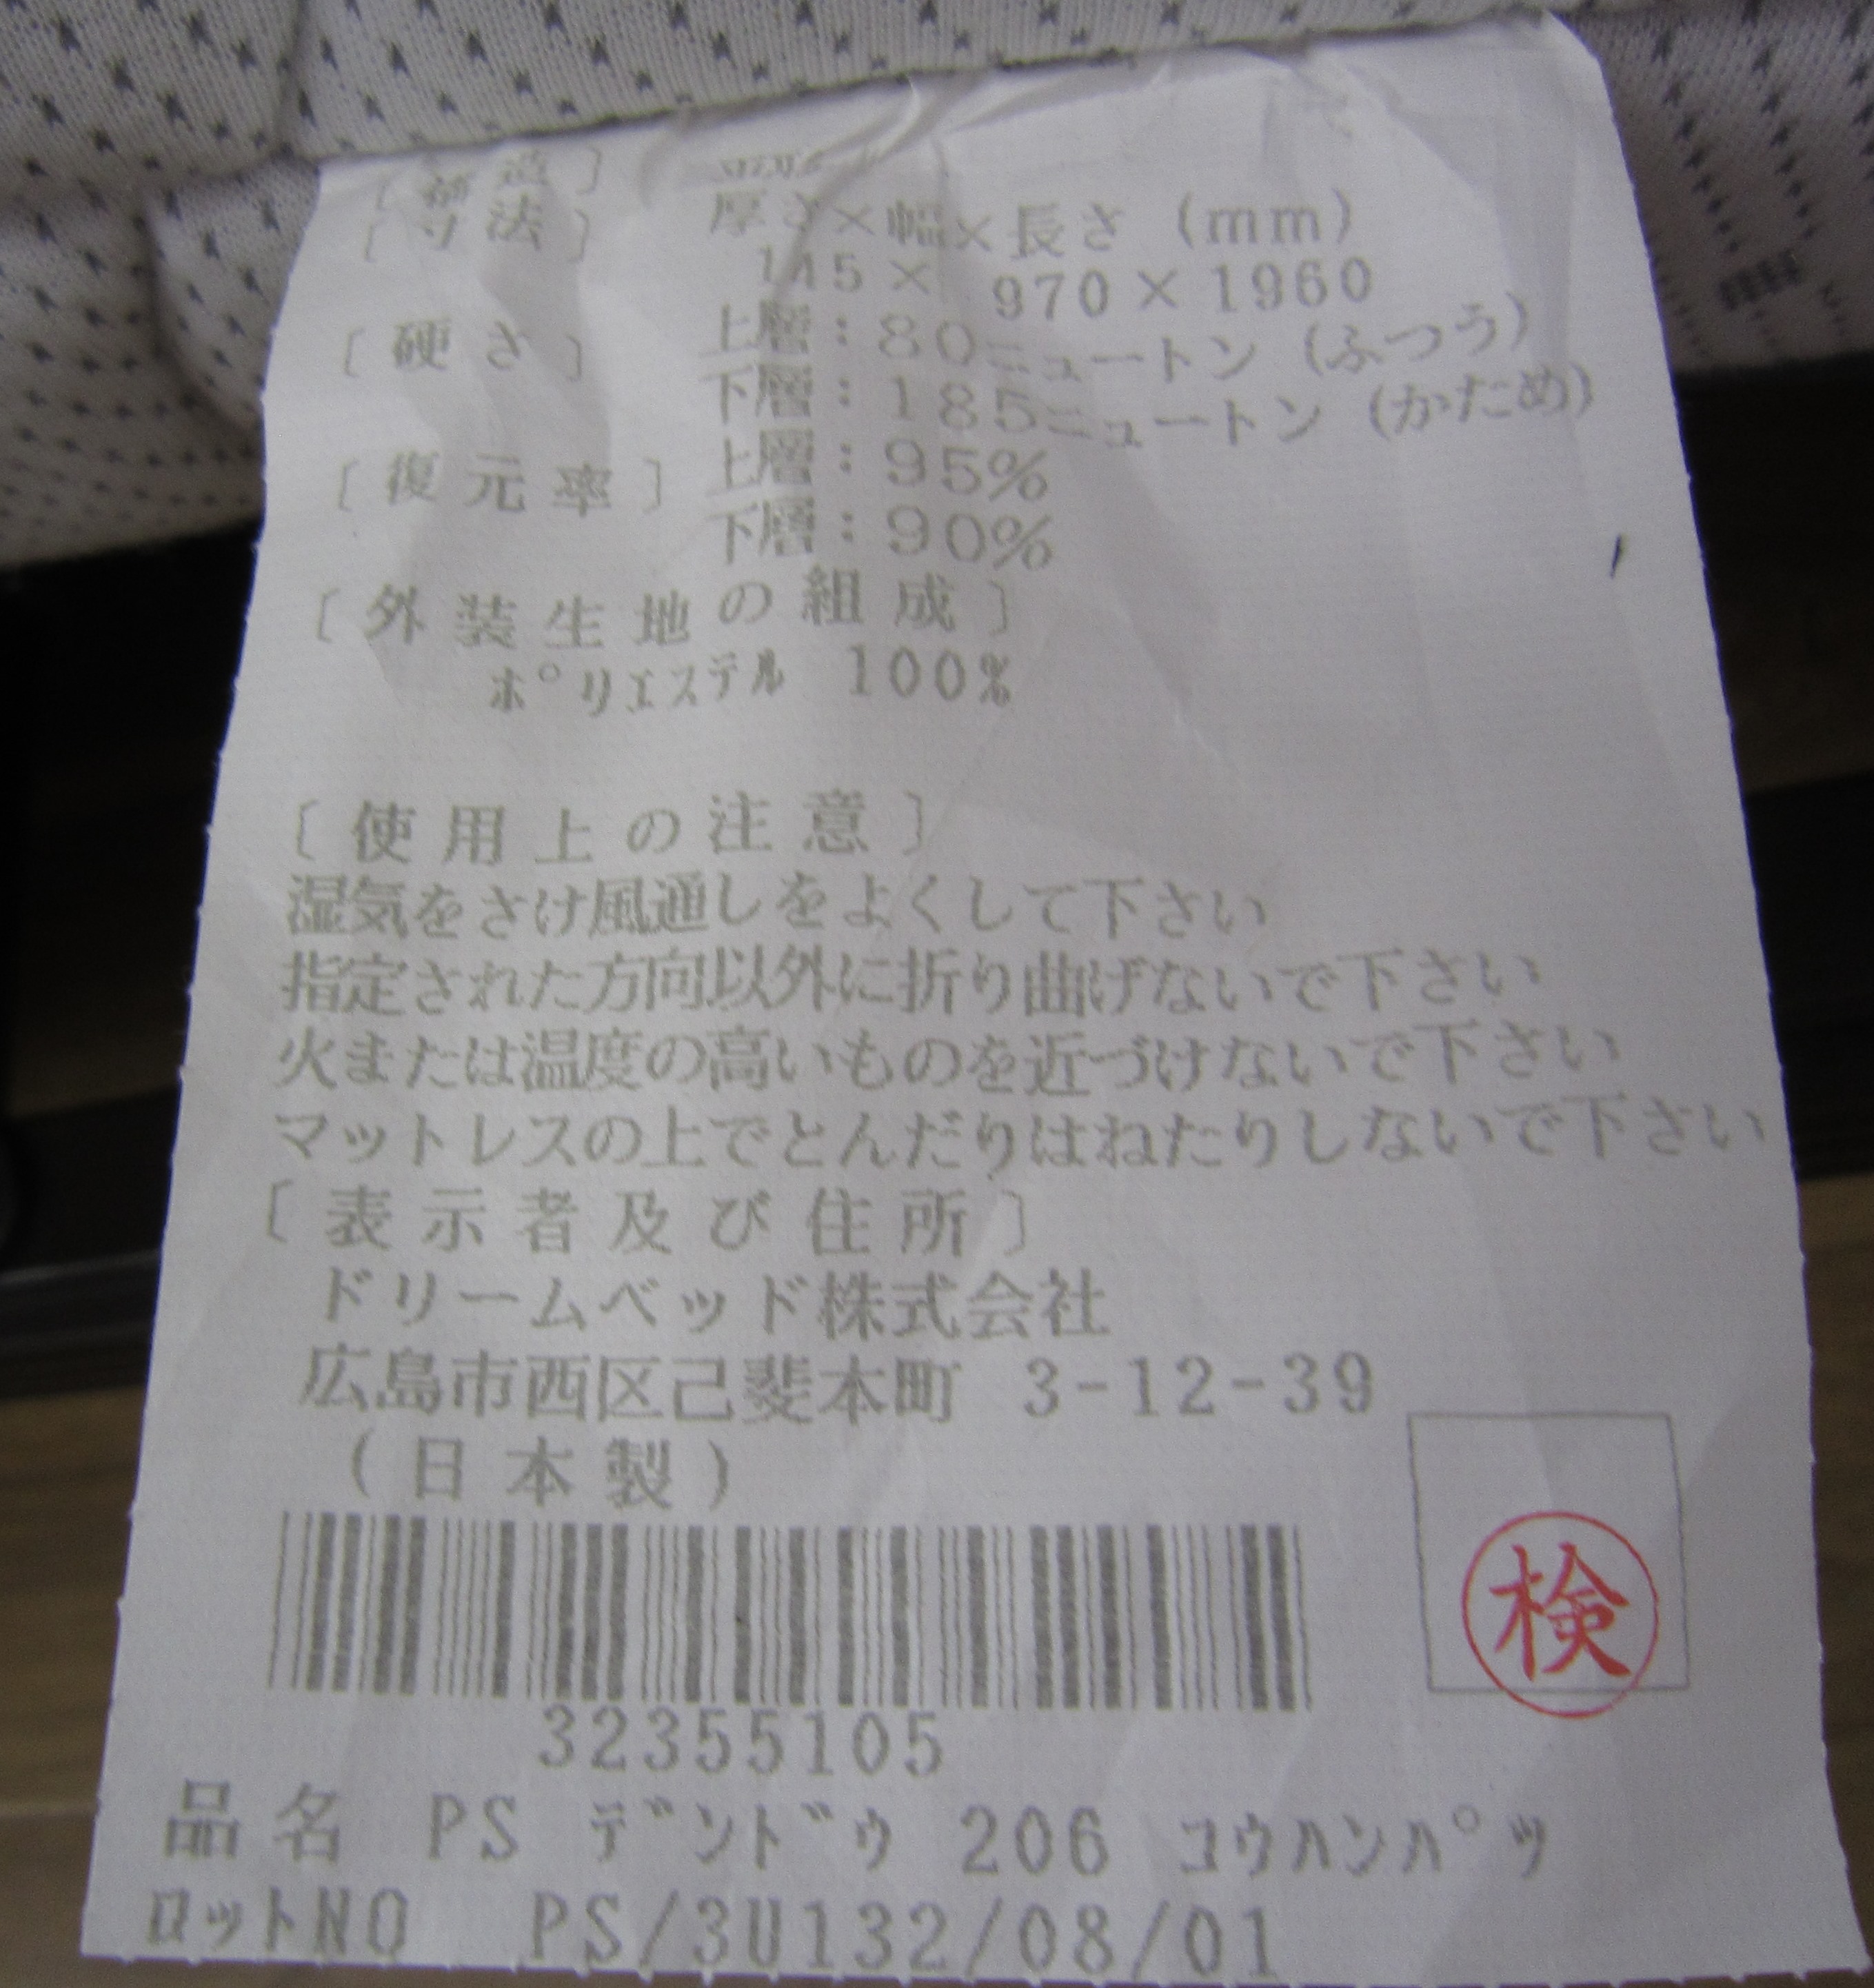 造〕
〔寸法〕 厚さ×幅×長さ (mm)
145× 970×1960
〔硬さ〕 上層:80ニュートン (ふつう)
下層:185ニュートン (かため)
〔復元率〕 上層:95%
下層:90%
〔外装生地の組成〕
ポリエステル 100%
〔使用上の注意〕
湿気をさけ風通しをよくして下さい
指定された方向以外に折り曲げないで下さい
火または温度の高いものを近づけないで下さい
マットレスの上でとんだりはねたりしないで下さい
〔表示者及び住所〕
ドリームベッド株式会社
広島市西区己斐本町 3-12-39
(日本製)
検
32355105
品名 PS デンドウ 206 コウハンパツ
ロットNO PS/3U132/08/01